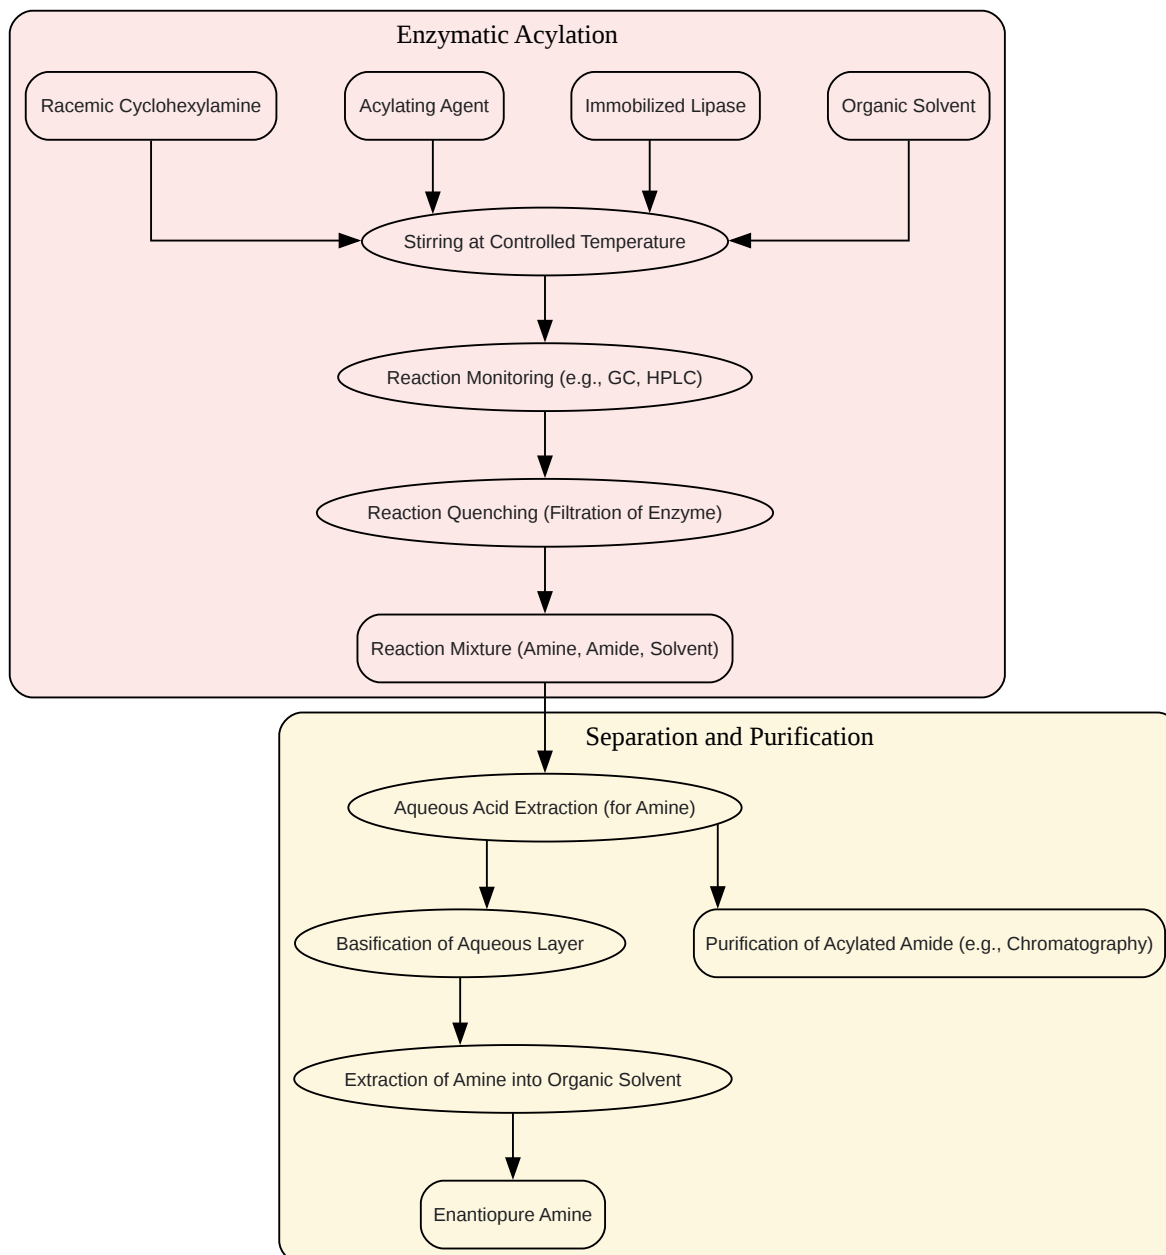 Enzymatic Acylation
Racemic Cyclohexylamine
Acylating Agent
Immobilized Lipase
Organic Solvent
Stirring at Controlled Temperature
Reaction Monitoring (e.g., GC, HPLC)
Reaction Quenching (Filtration of Enzyme)
Reaction Mixture (Amine, Amide, Solvent)
Separation and Purification
Aqueous Acid Extraction (for Amine)
Basification of Aqueous Layer
Purification of Acylated Amide (e.g., Chromatography)
Extraction of Amine into Organic Solvent
Enantiopure Amine